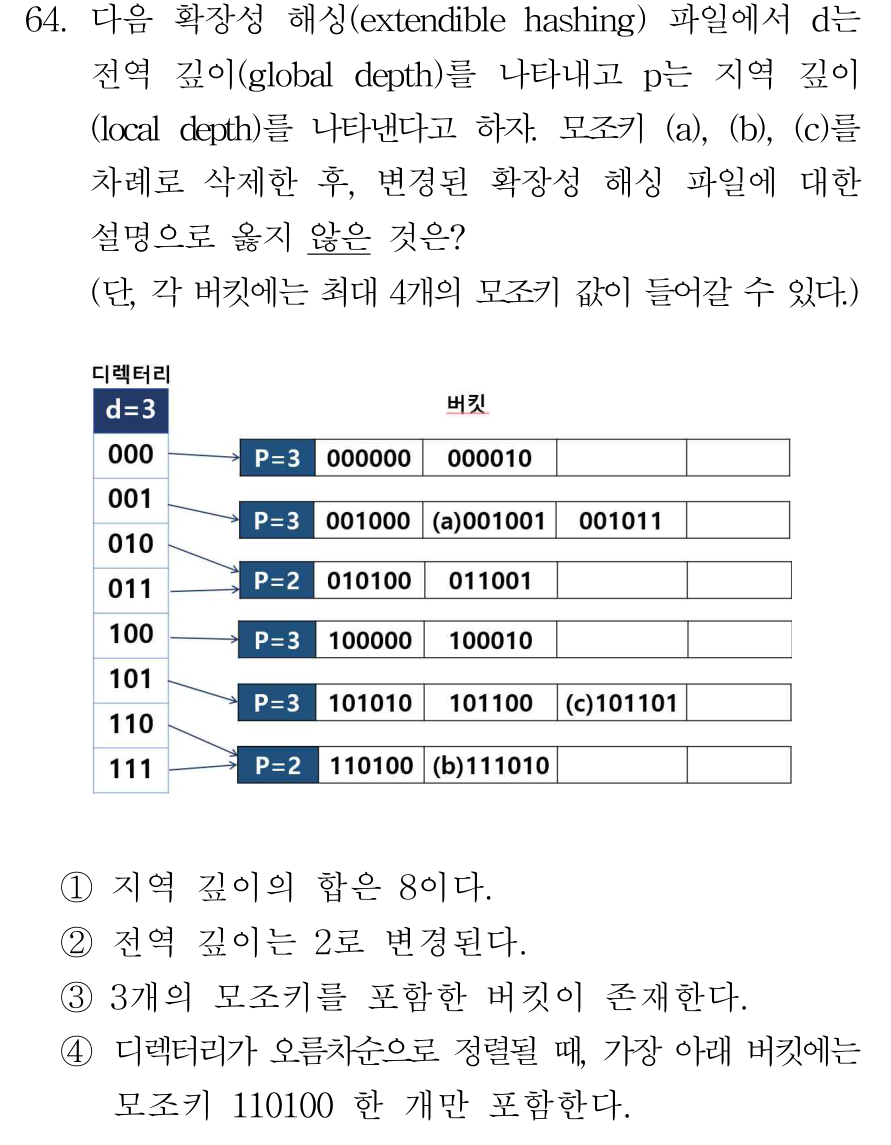 64. 다음 확장성 해싱(extendible hashing) 파일에서 d는
전역 깊이(global depth)를 나타내고 p는 지역 깊이
(local depth)를 나타낸다고 하자. 모조키 (a), (b), (c)를
차례로 삭제한 후, 변경된 확장성 해싱 파일에 대한
설명으로 옳지 않은 것은?
(단, 각 버킷에는 최대 4개의 모조키 값이 들어갈 수 있다.)
디렉터리
d=3
버킷
000
P=3 000000 000010
001
P=3 001000 (a)001001 001011
010
011
P=2 010100 011001
100
P=3 100000 100010
101
P=3 101010 101100 (c)101101
110
111
P=2 110100 (b)111010
① 지역 깊이의 합은 8이다.
② 전역 깊이는 2로 변경된다.
③ 3개의 모조키를 포함한 버킷이 존재한다.
④ 디렉터리가 오름차순으로 정렬될 때, 가장 아래 버킷에는
모조키 110100 한 개만 포함한다.